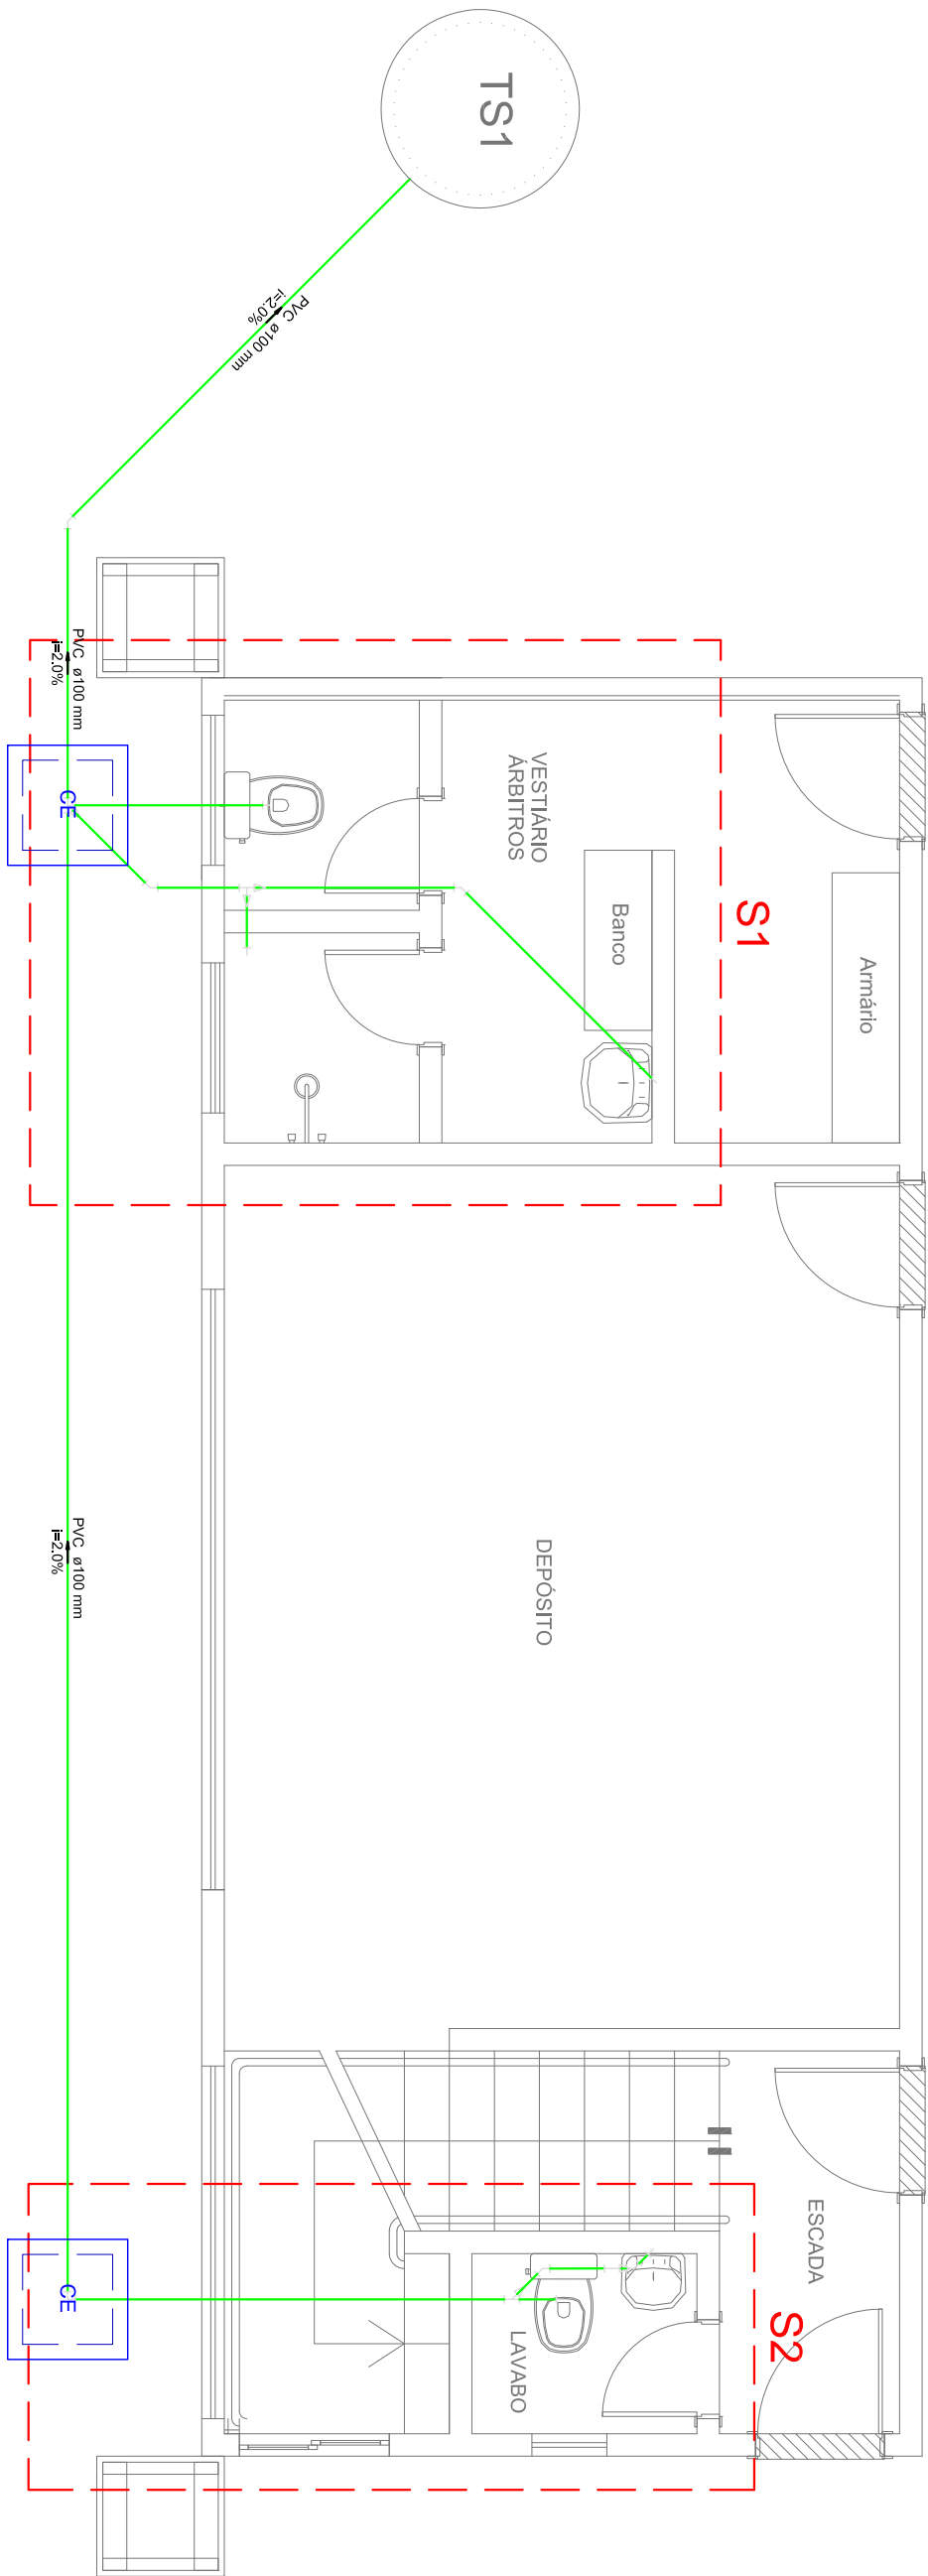 TS1
PVC ø100 mm
i=2.0%
PVC ø100 mm
i=2.0%
CE
VESTIÁRIO
ÁRBITROS
Banco
S1
Armário
DEPÓSITO
PVC ø100 mm
i=2.0%
ESCADA
S2
LAVABO
CE